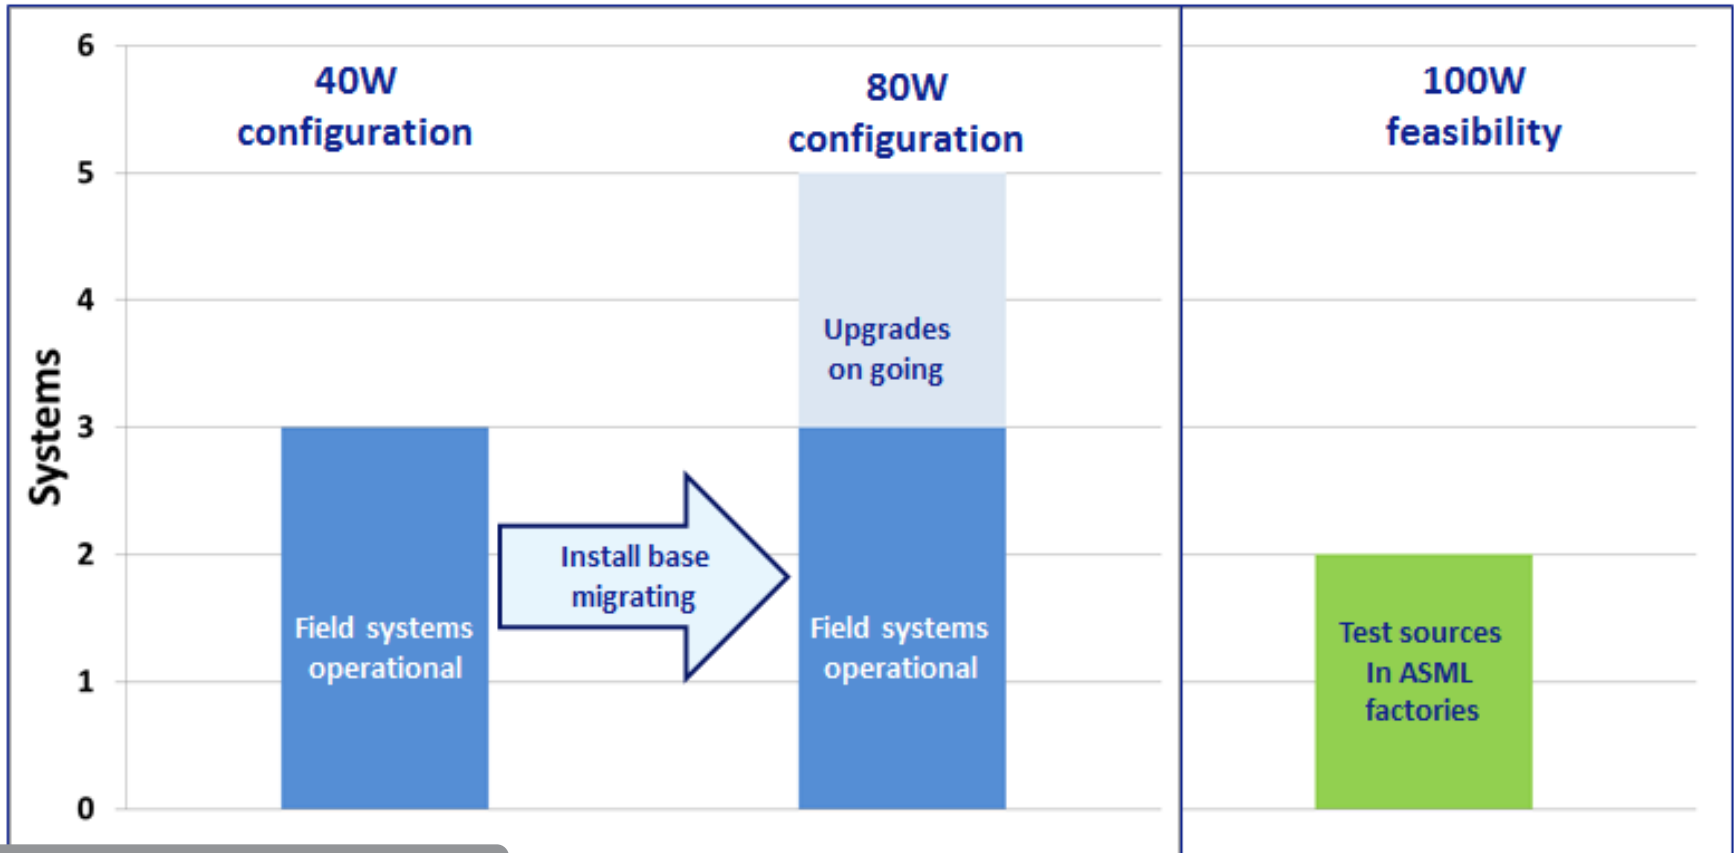 6
5
4
3
2
1
0
Systems
40W
configuration
80W
configuration
100W
feasibility
Upgrades
on going
Install base
migrating
Field systems
operational
Field systems
operational
Test sources
In ASML
factories